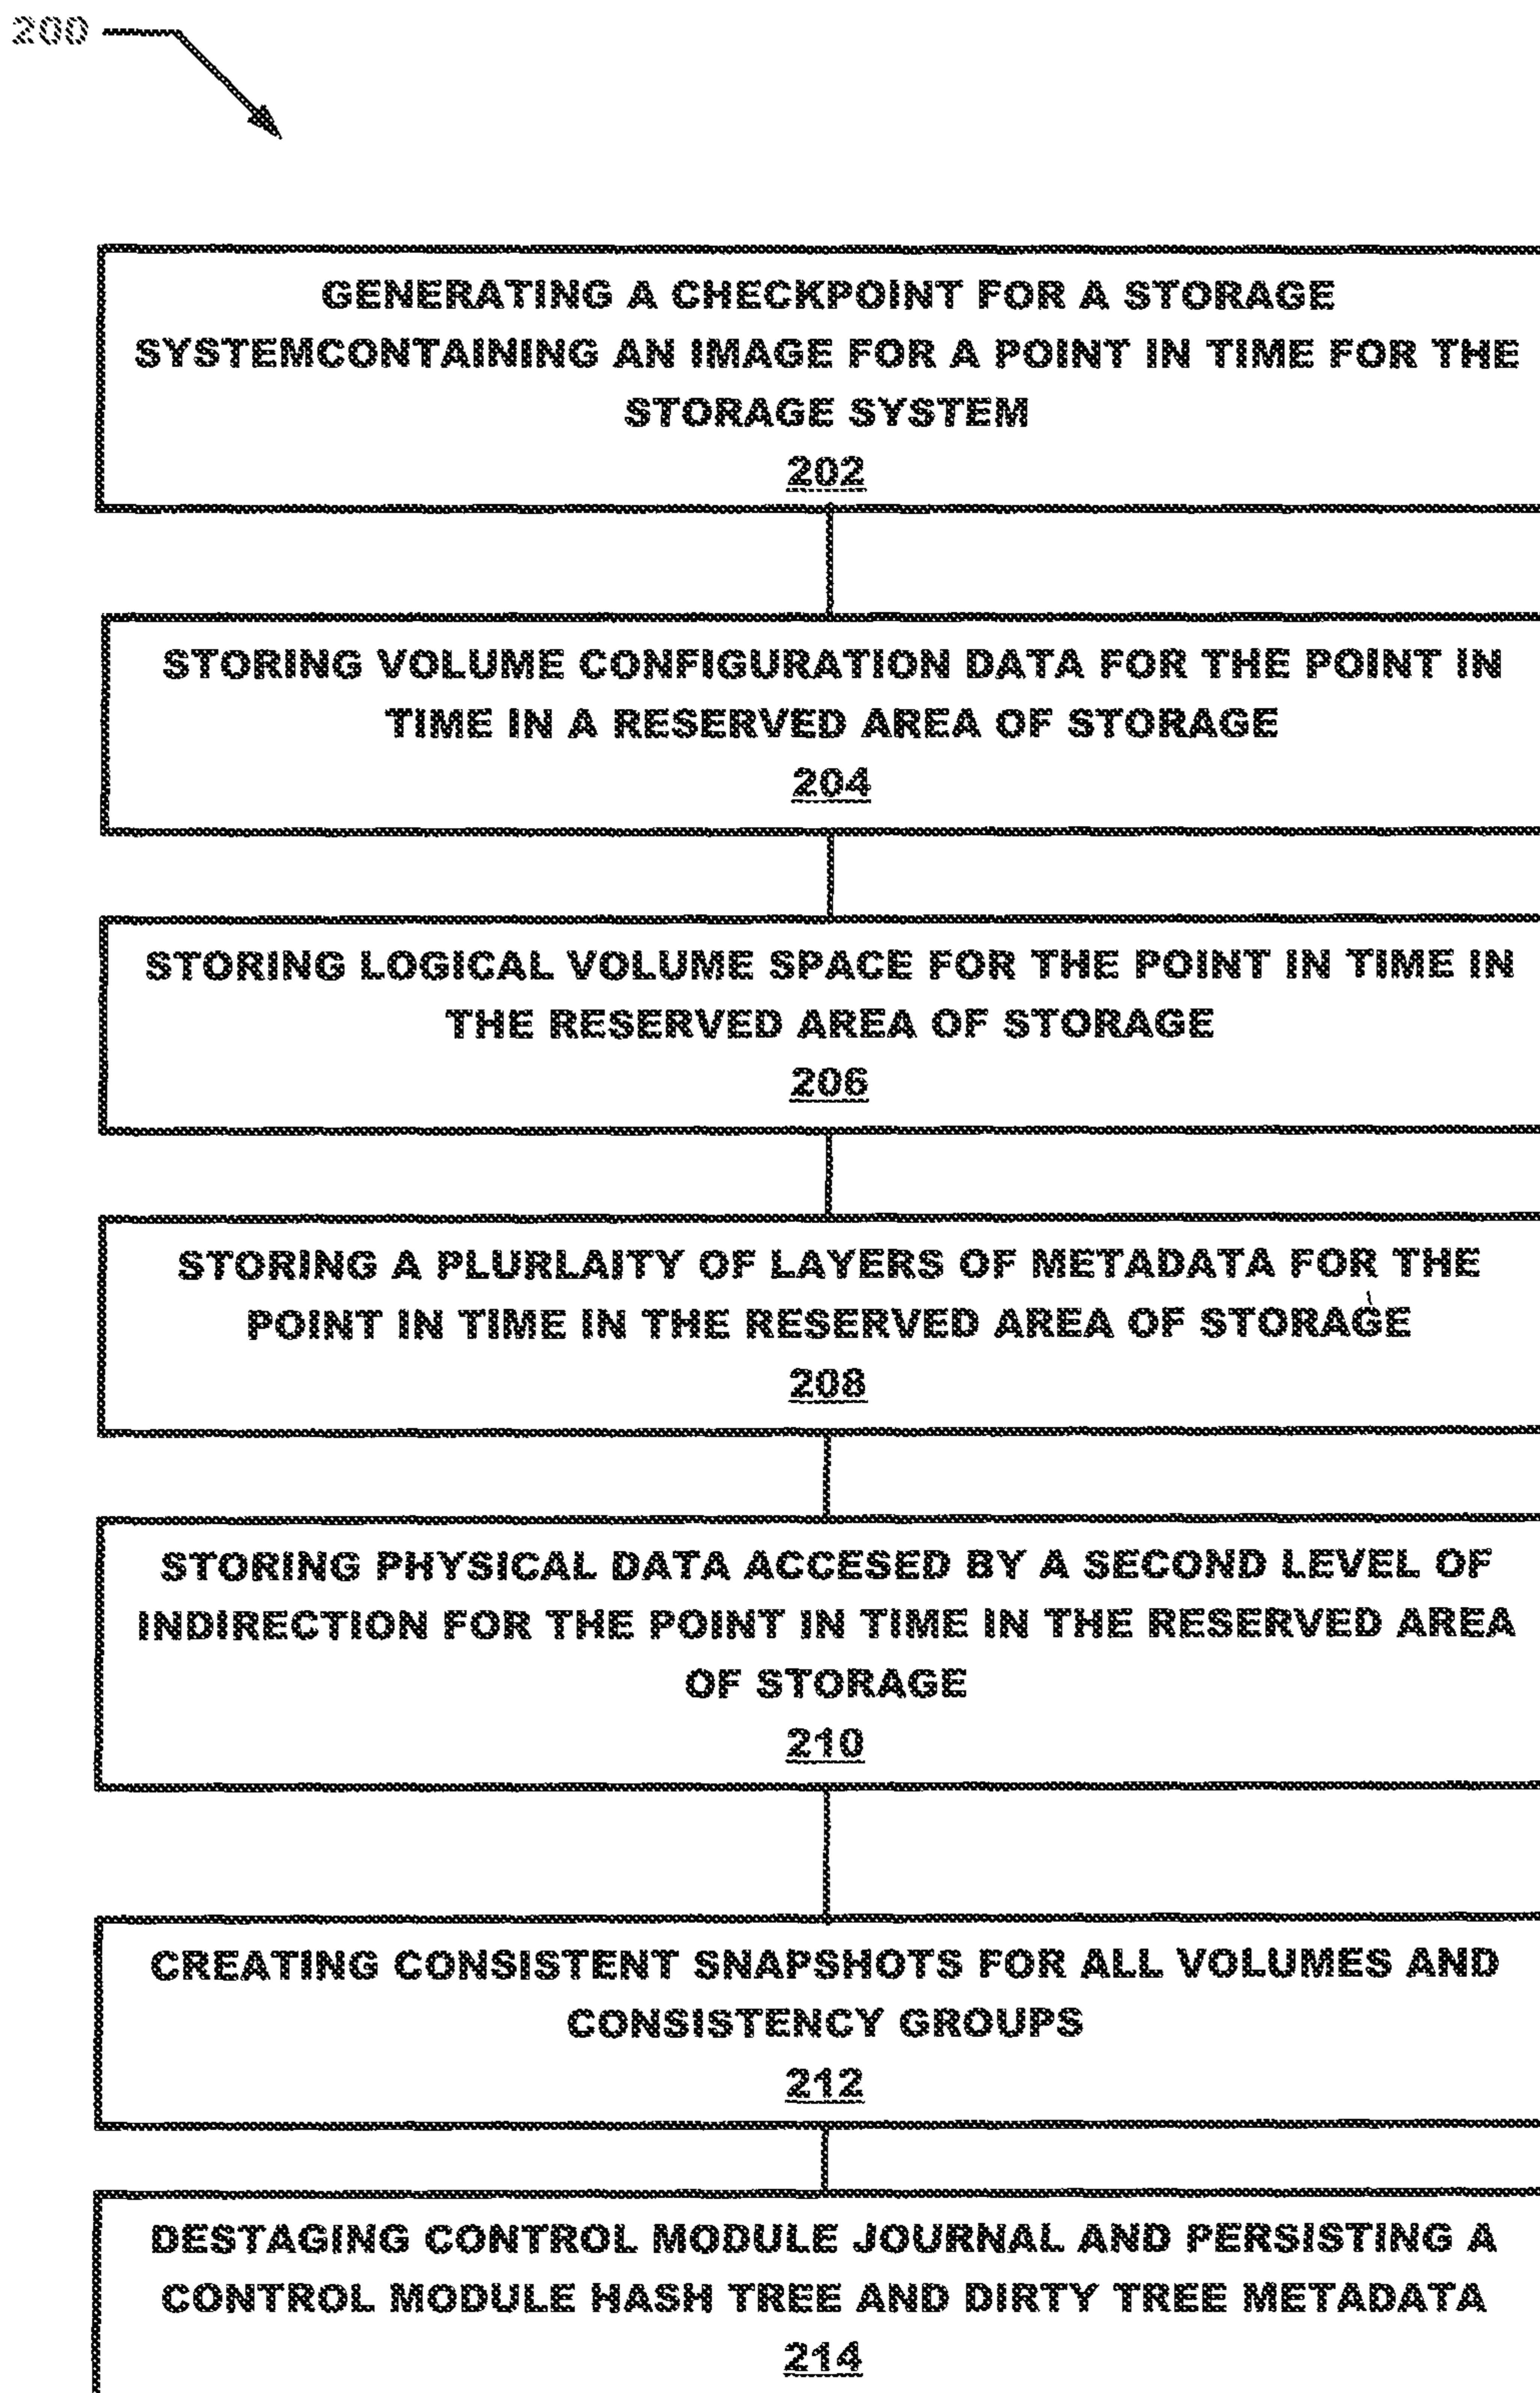 200
GENERATING A CHECKPOINT FOR A STORAGE
SYSTEMCONTAINING AN IMAGE FOR A POINT IN TIME FOR THE
STORAGE SYSTEM
202
STORING VOLUME CONFIGURATION DATA FOR THE POINT IN
TIME IN A RESERVED AREA OF STORAGE
204
STORING LOGICAL VOLUME SPACE FOR THE POINT IN TIME IN
THE RESERVED AREA OF STORAGE
206
STORING A PLURLAITY OF LAYERS OF METADATA FOR THE
POINT IN TIME IN THE RESERVED AREA OF STORAGE
208
STORING PHYSICAL DATA ACCESED BY A SECOND LEVEL OF
INDIRECTION FOR THE POINT IN TIME IN THE RESERVED AREA
OF STORAGE
210
CREATING CONSISTENT SNAPSHOTS FOR ALL VOLUMES AND
CONSISTENCY GROUPS
212
DESTAGING CONTROL MODULE JOURNAL AND PERSISTING A
CONTROL MODULE HASH TREE AND DIRTY TREE METADATA
214